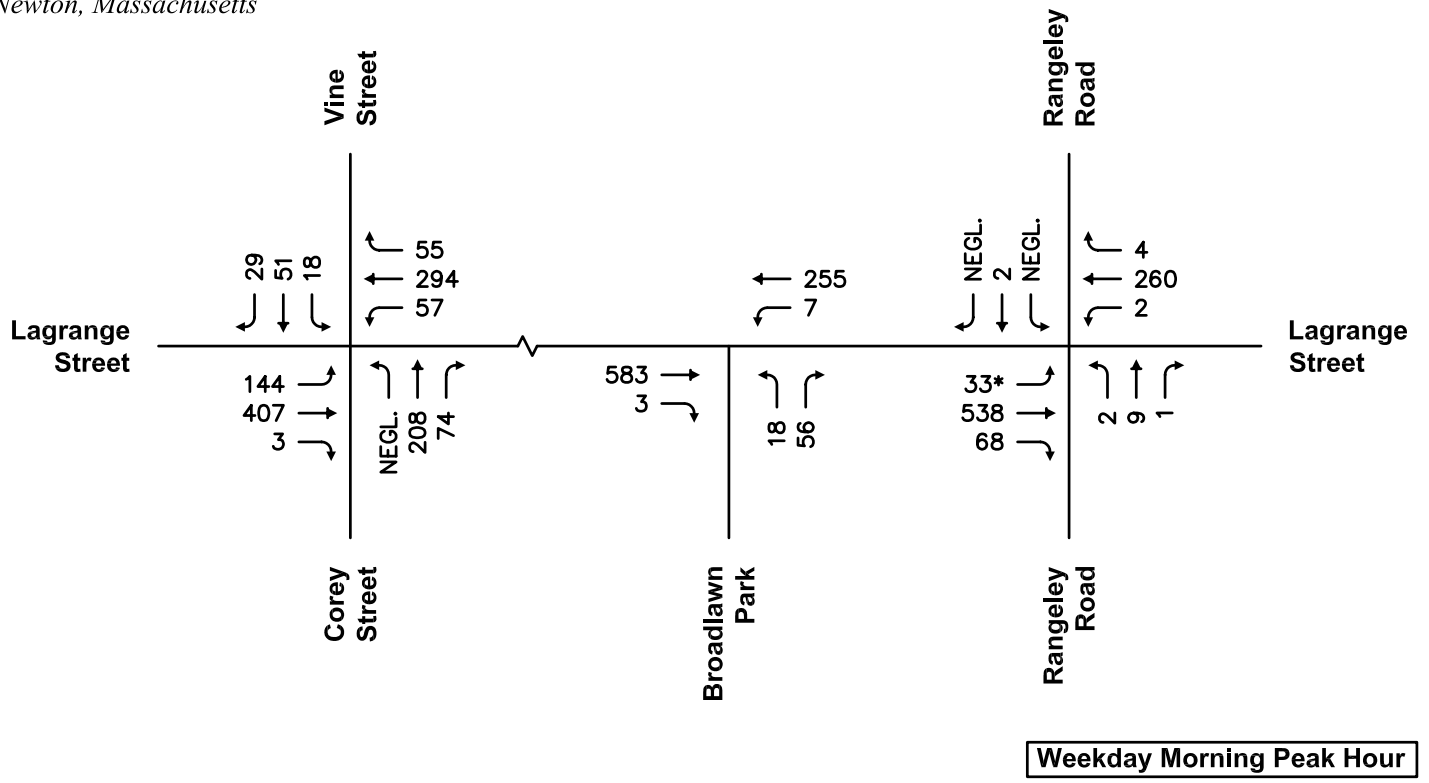 Newton, Massachusetts
Vine
Street
Rangeley
Road
29
51
18
55
294
57
255
7
NEGL.
2
NEGL.
4
260
2
Lagrange
Street
Lagrange
Street
144
407
3
NEGL.
208
74
583
3
18
56
33*
538
68
2
9
1
Corey
Street
Broadlawn
Park
Rangeley
Road
Weekday Morning Peak Hour